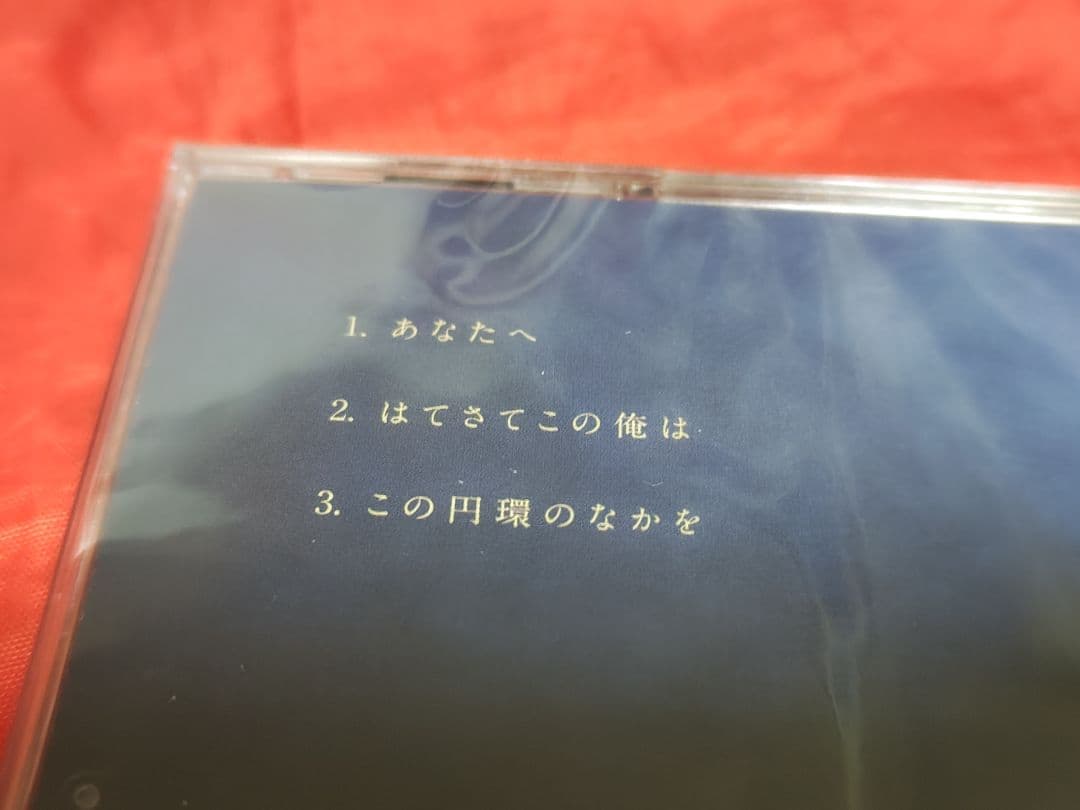 1. あなたへ
2. はてさてこの俺は
3. この円環のなかを